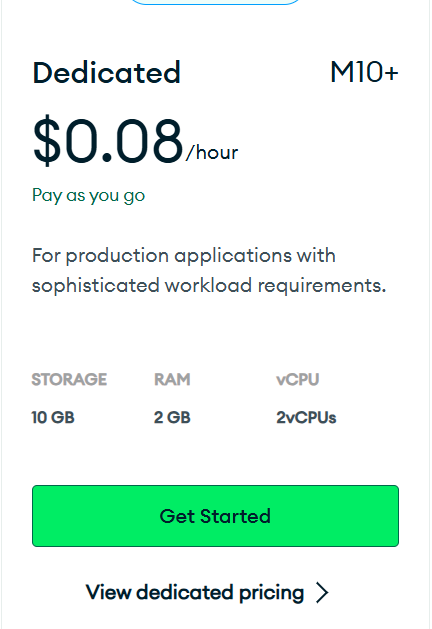 Dedicated M10+
$0.08/hour
Pay as you go
For production applications with
sophisticated workload requirements.
STORAGE RAM vCPU
10 GB 2 GB 2vCPUs
Get Started
View dedicated pricing